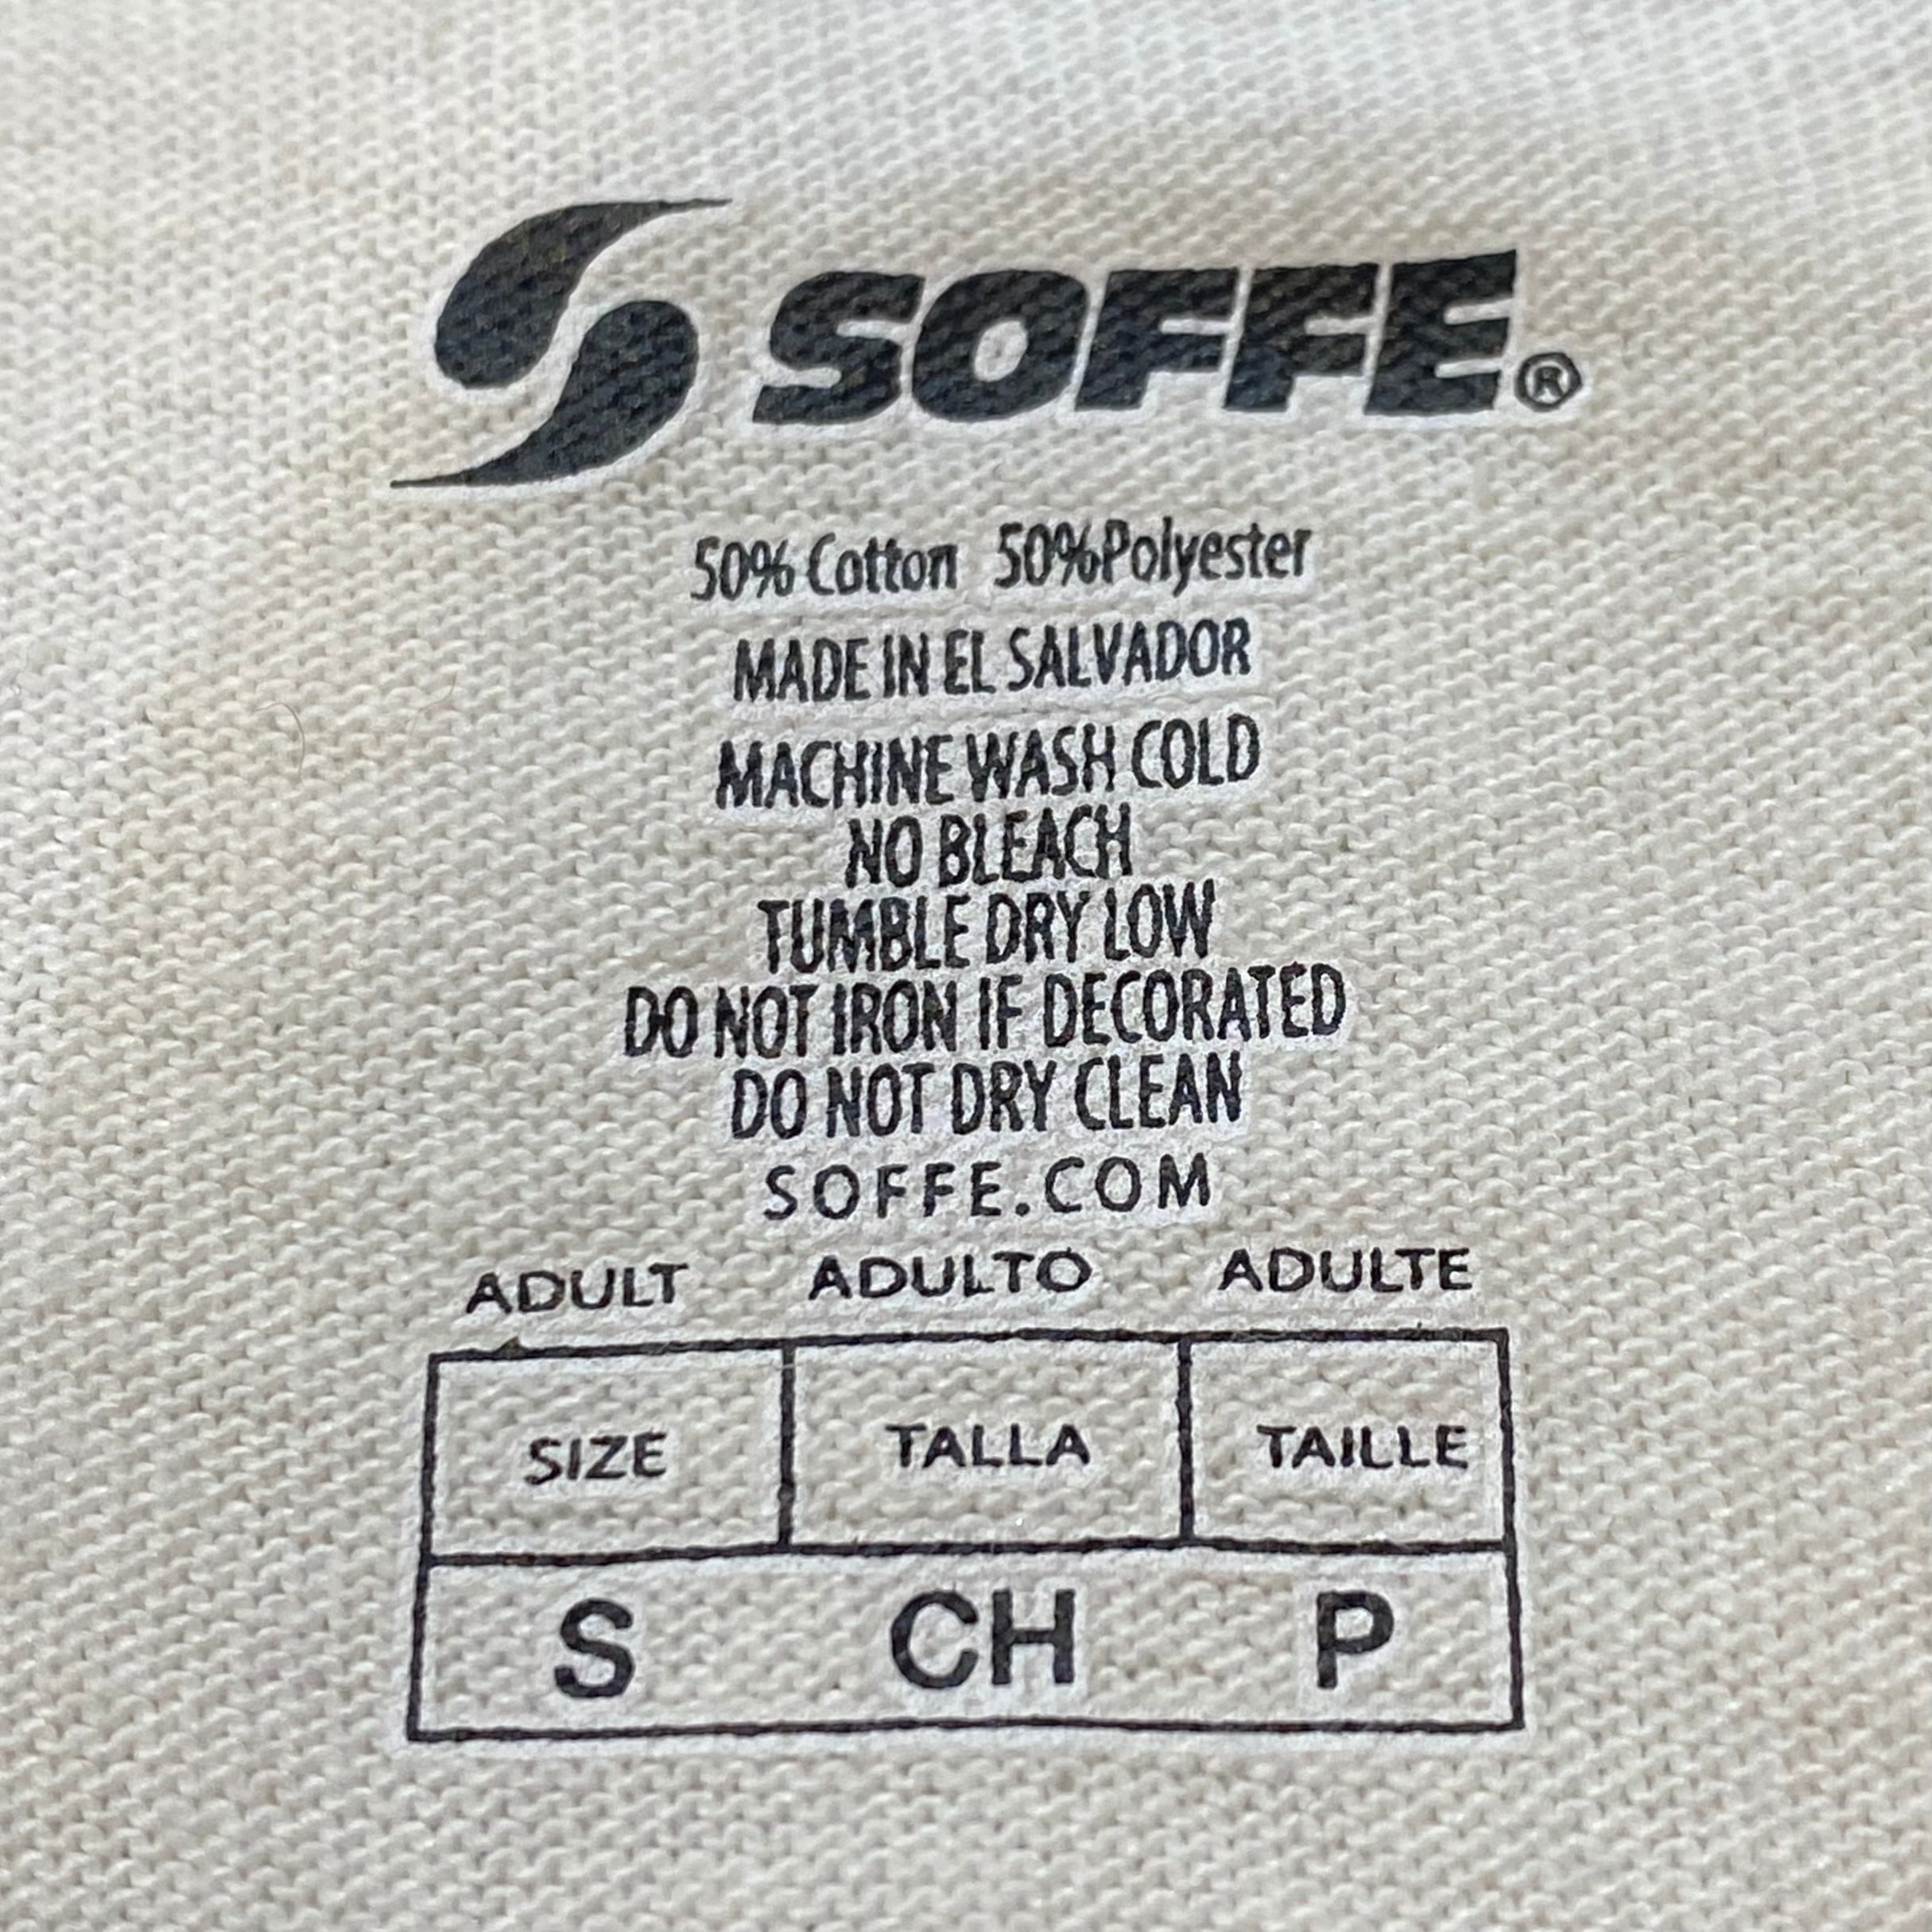 SOFFE®
50% Cotton 50%Polyester
MADE IN EL SALVADOR
MACHINE WASH COLD
NO BLEACH
TUMBLE DRY LOW
DO NOT IRON IF DECORATED
DO NOT DRY CLEAN
SOFFE.COM
ADULT ADULTO ADULTE
SIZE TALLA TAILLE
S CH P